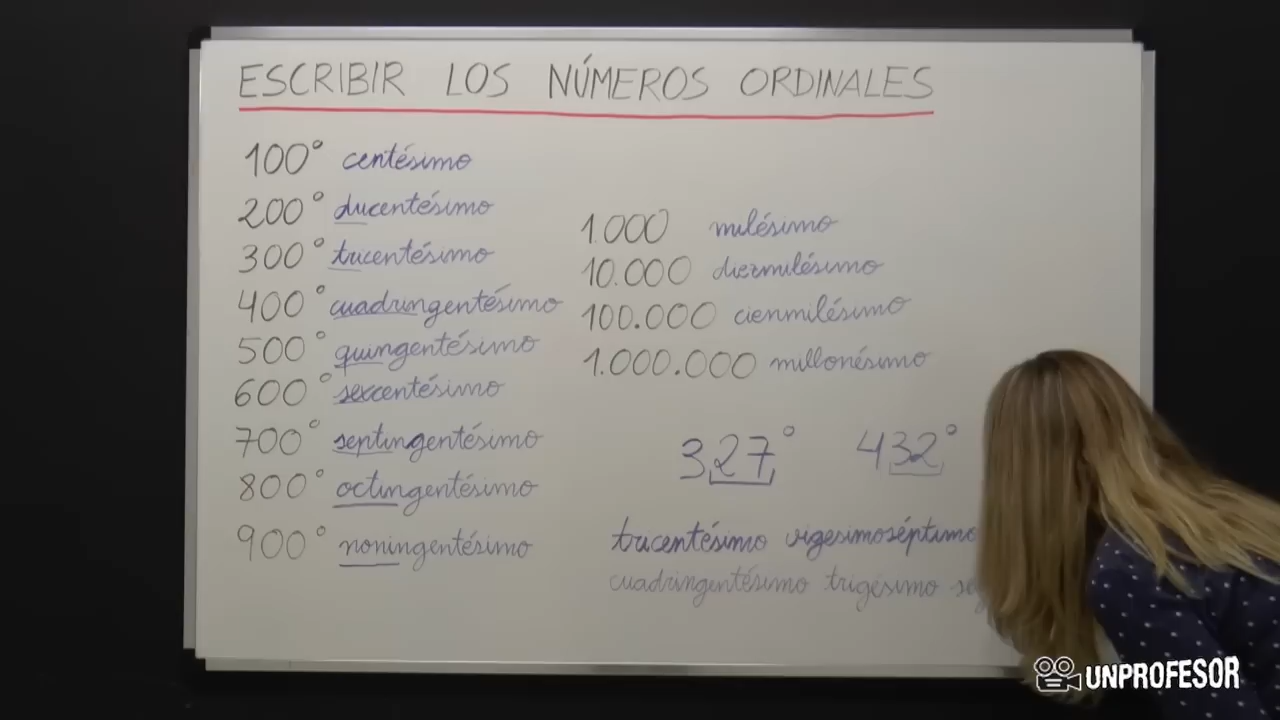 ESCRIBIR LOS NÚMEROS ORDINALES
100° centésimo
200° ducentésimo
300° tricentésimo
400° cuadringentésimo
500° quingentésimo
600° sexcentésimo
700° septingentésimo
800° octingentésimo
900° noningentésimo
1.000 milésimo
10.000 diezmilésimo
100.000 cienmilésimo
1.000.000 millonésimo
327° 432°
tricentésimo vigesimoséptimo
cuadringentésimo trigésimo
UNPROFESOR